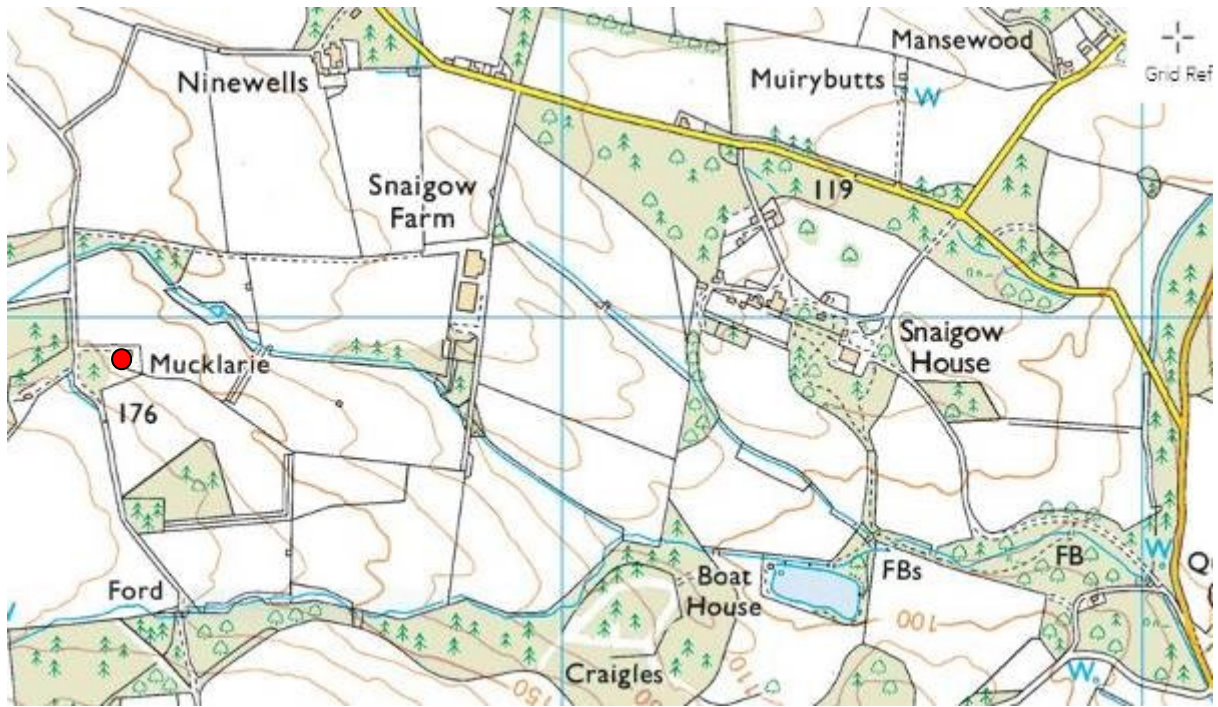 Mansewood
Grid Ref
Ninewells
Muirybutts
W
Snaigow
Farm
119
Snaigow
House
Mucklarie
176
Ford
Boat
House
FBs
FB
W
100
Craigles
110
150
W